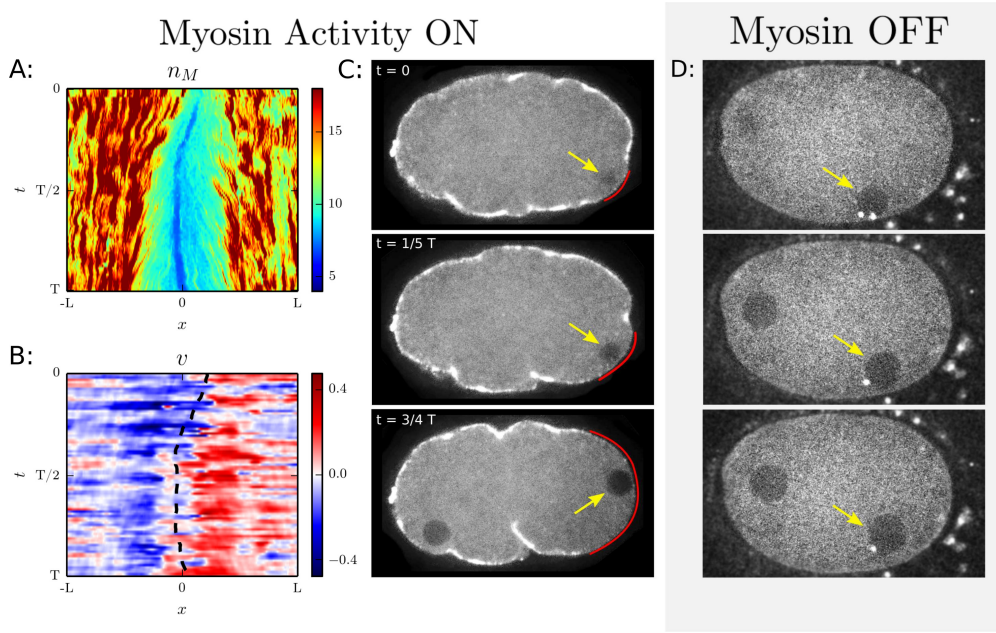 Myosin Activity ON
Myosin OFF
A:
n_M
0
T/2
T
t
-L
0
L
x
15
10
5
B:
v
0
T/2
T
t
-L
0
L
x
0.4
0.0
−0.4
C:
t = 0
t = 1/5 T
t = 3/4 T
D: